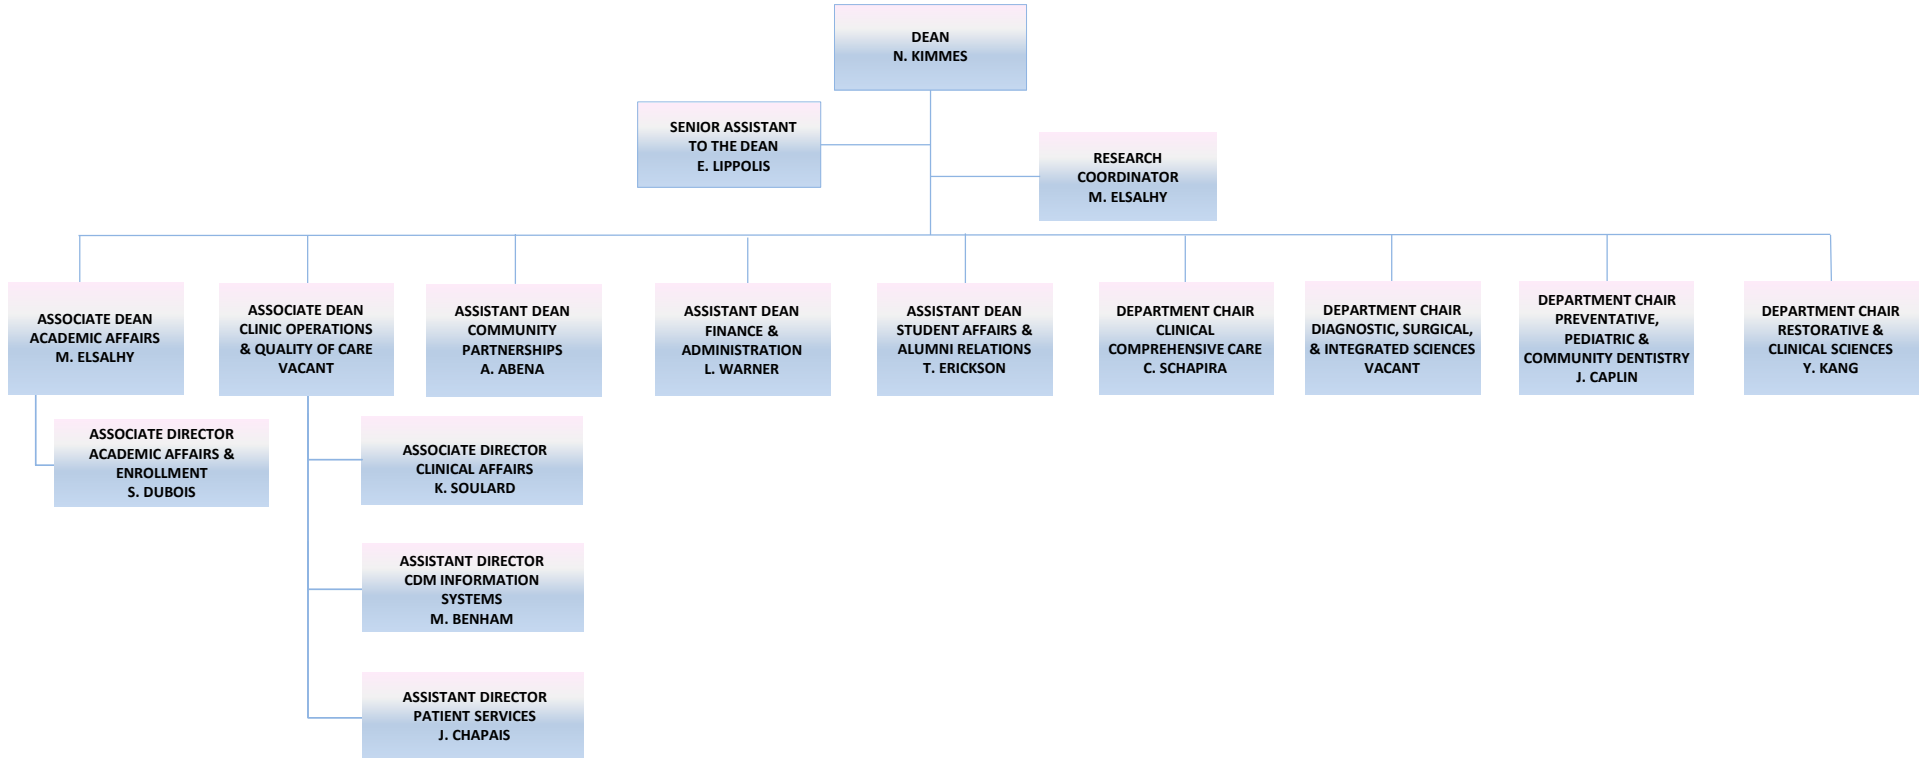 DEAN
N. KIMMES
SENIOR ASSISTANT
TO THE DEAN
E. LIPPOLIS
RESEARCH
COORDINATOR
M. ELSALHY
ASSOCIATE DEAN
ACADEMIC AFFAIRS
M. ELSALHY
ASSOCIATE DEAN
CLINIC OPERATIONS
& QUALITY OF CARE
VACANT
ASSISTANT DEAN
COMMUNITY
PARTNERSHIPS
A. ABENA
ASSISTANT DEAN
FINANCE &
ADMINISTRATION
L. WARNER
ASSISTANT DEAN
STUDENT AFFAIRS &
ALUMNI RELATIONS
T. ERICKSON
DEPARTMENT CHAIR
CLINICAL
COMPREHENSIVE CARE
C. SCHAPIRA
DEPARTMENT CHAIR
DIAGNOSTIC, SURGICAL,
& INTEGRATED SCIENCES
VACANT
DEPARTMENT CHAIR
PREVENTATIVE,
PEDIATRIC &
COMMUNITY DENTISTRY
J. CAPLIN
DEPARTMENT CHAIR
RESTORATIVE &
CLINICAL SCIENCES
Y. KANG
ASSOCIATE DIRECTOR
ACADEMIC AFFAIRS &
ENROLLMENT
S. DUBOIS
ASSOCIATE DIRECTOR
CLINICAL AFFAIRS
K. SOULARD
ASSISTANT DIRECTOR
CDM INFORMATION
SYSTEMS
M. BENHAM
ASSISTANT DIRECTOR
PATIENT SERVICES
J. CHAPAIS